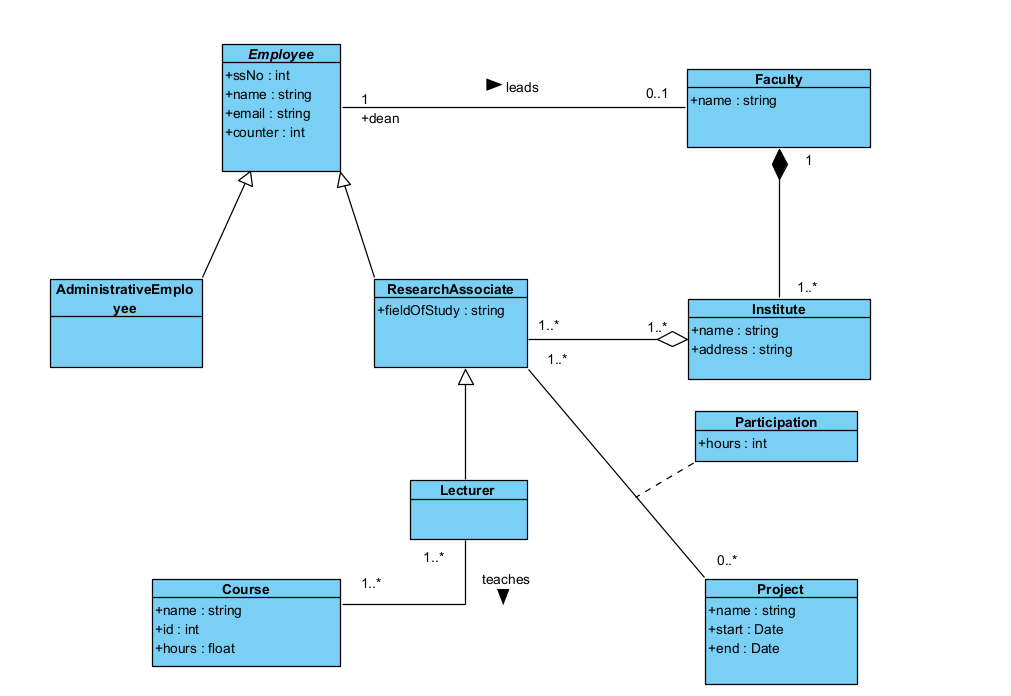 Employee
+ssNo : int
+name : string
+email : string
+counter : int
1
+dean
leads
0..1
Faculty
+name : string
1
1..*
AdministrativeEmplo
yee
ResearchAssociate
+fieldOfStudy : string
1..*
1..*
Institute
+name : string
+address : string
1..*
Participation
+hours : int
Lecturer
1..*
teaches
1..*
Course
+name : string
+id : int
+hours : float
0..*
Project
+name : string
+start : Date
+end : Date